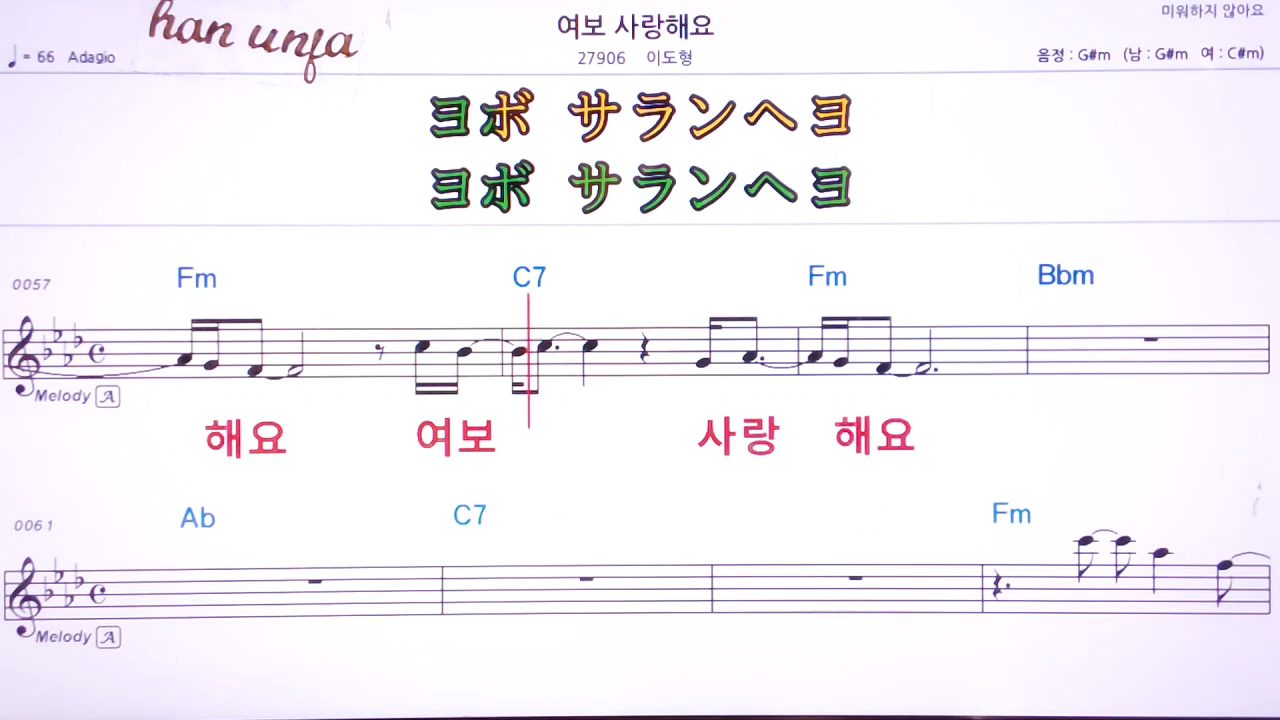 han unfa
여보 사랑해요
미워하지 않아요
♩= 66 Adagio
27906 이도형
음정 : G#m (남 : G#m 여 : C#m)
ヨボ サランヘヨ
ヨボ サランヘヨ
Fm C7 Fm Bbm
0057
Melody A
해요 여보 사랑 해요
Ab C7 Fm
0061
Melody A